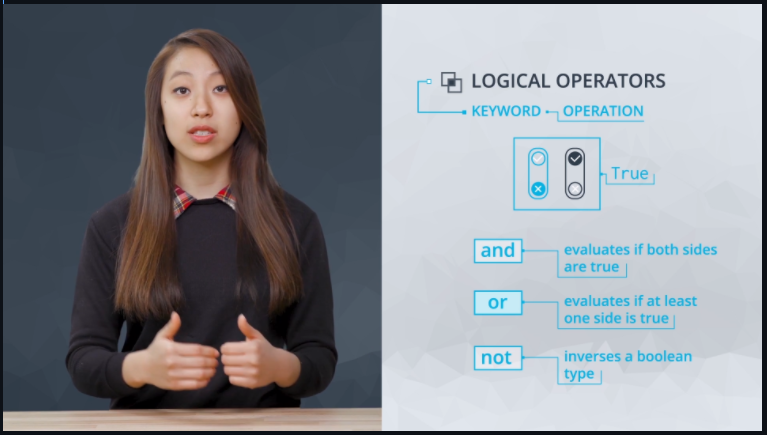 LOGICAL OPERATORS
KEYWORD OPERATION
True
and
evaluates if both sides
are true
or
evaluates if at least
one side is true
not
inverses a boolean
type